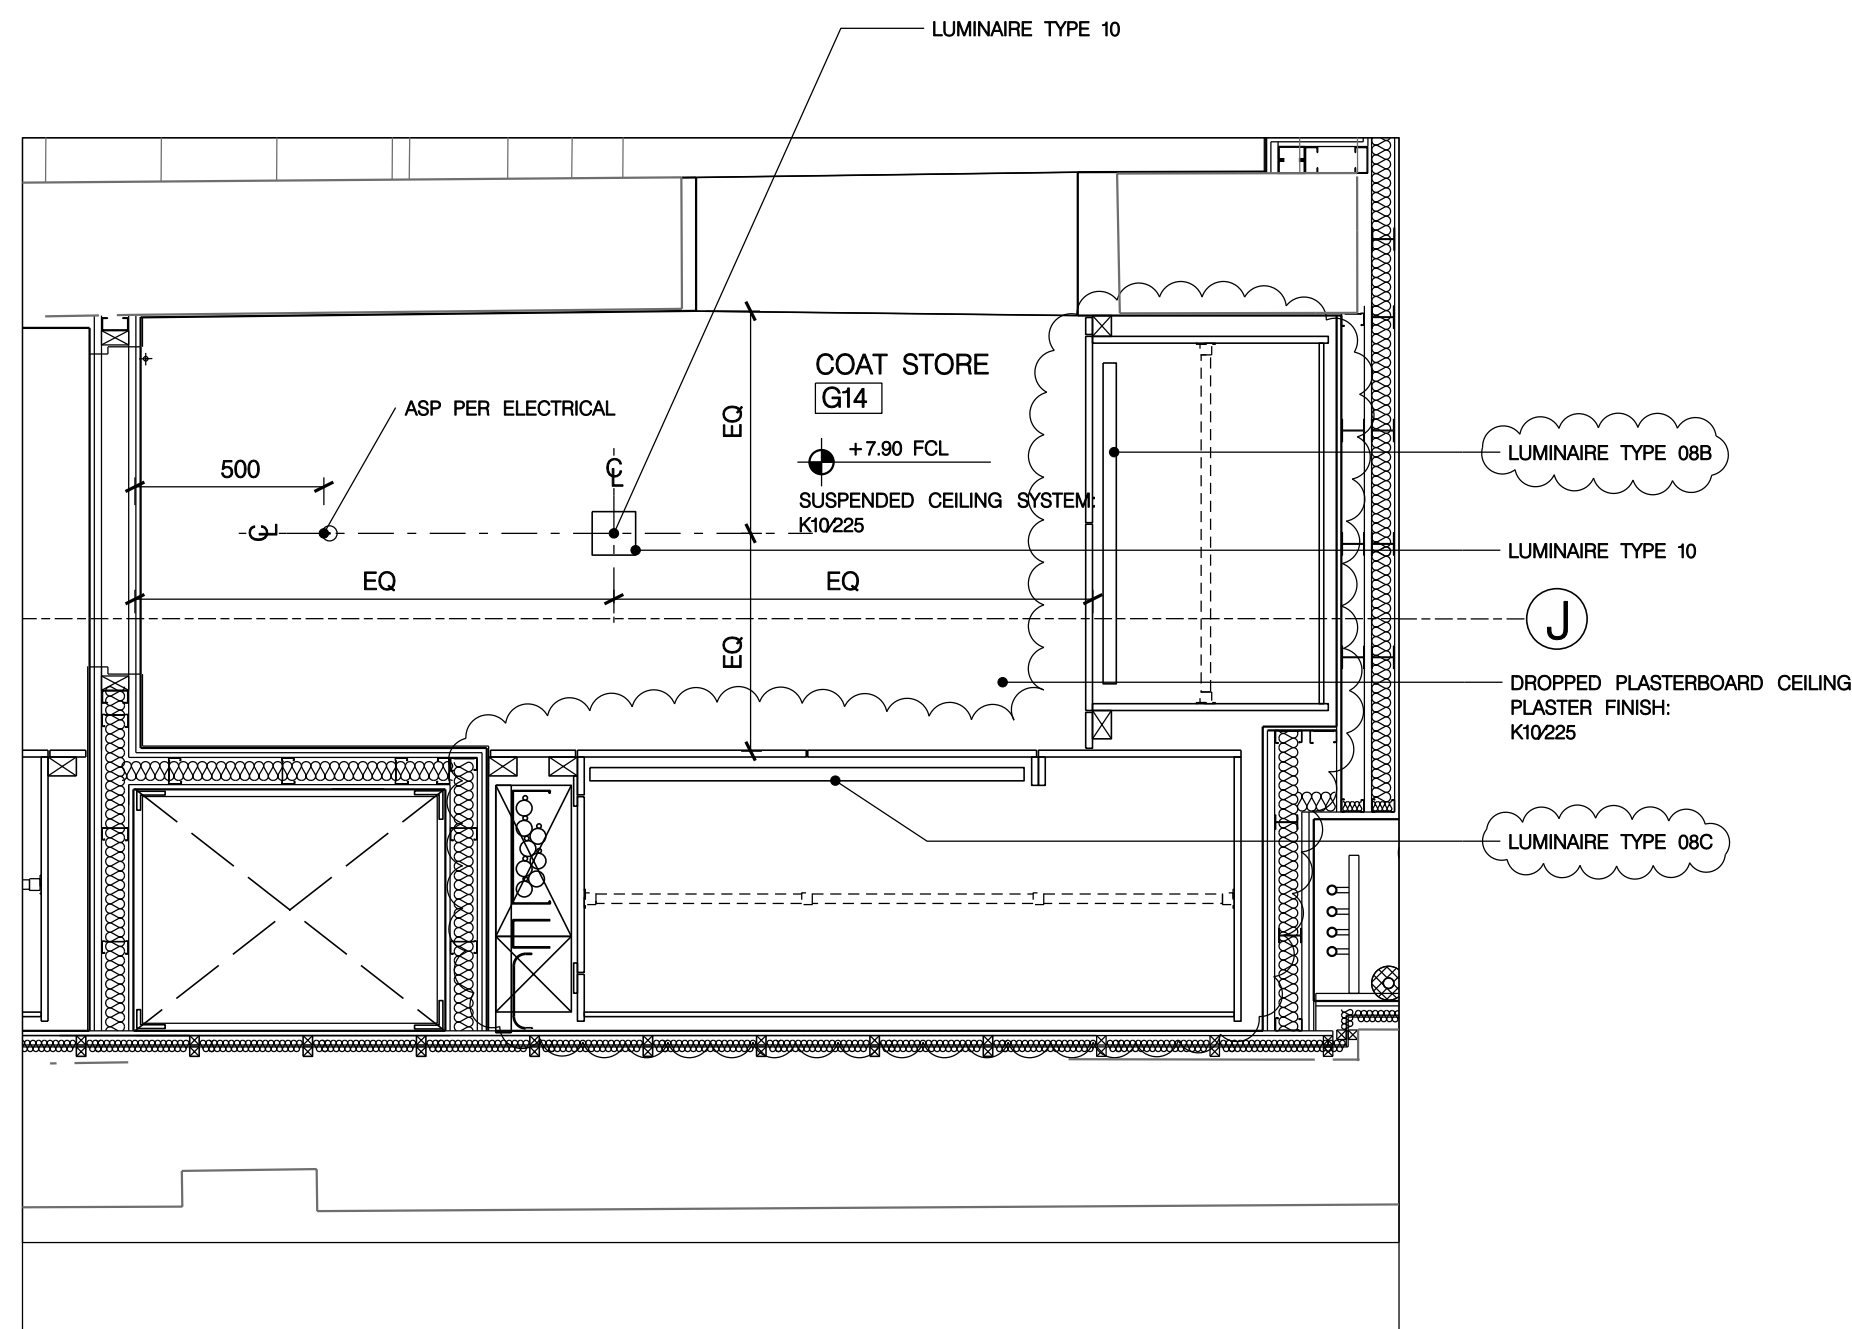 LUMINAIRE TYPE 10
COAT STORE
G14
ASP PER ELECTRICAL
EQ
+7.90 FCL
LUMINAIRE TYPE 08B
500
CL
SUSPENDED CEILING SYSTEM:
K10/225
CL
LUMINAIRE TYPE 10
EQ
EQ
J
EQ
DROPPED PLASTERBOARD CEILING
PLASTER FINISH:
K10/225
LUMINAIRE TYPE 08C